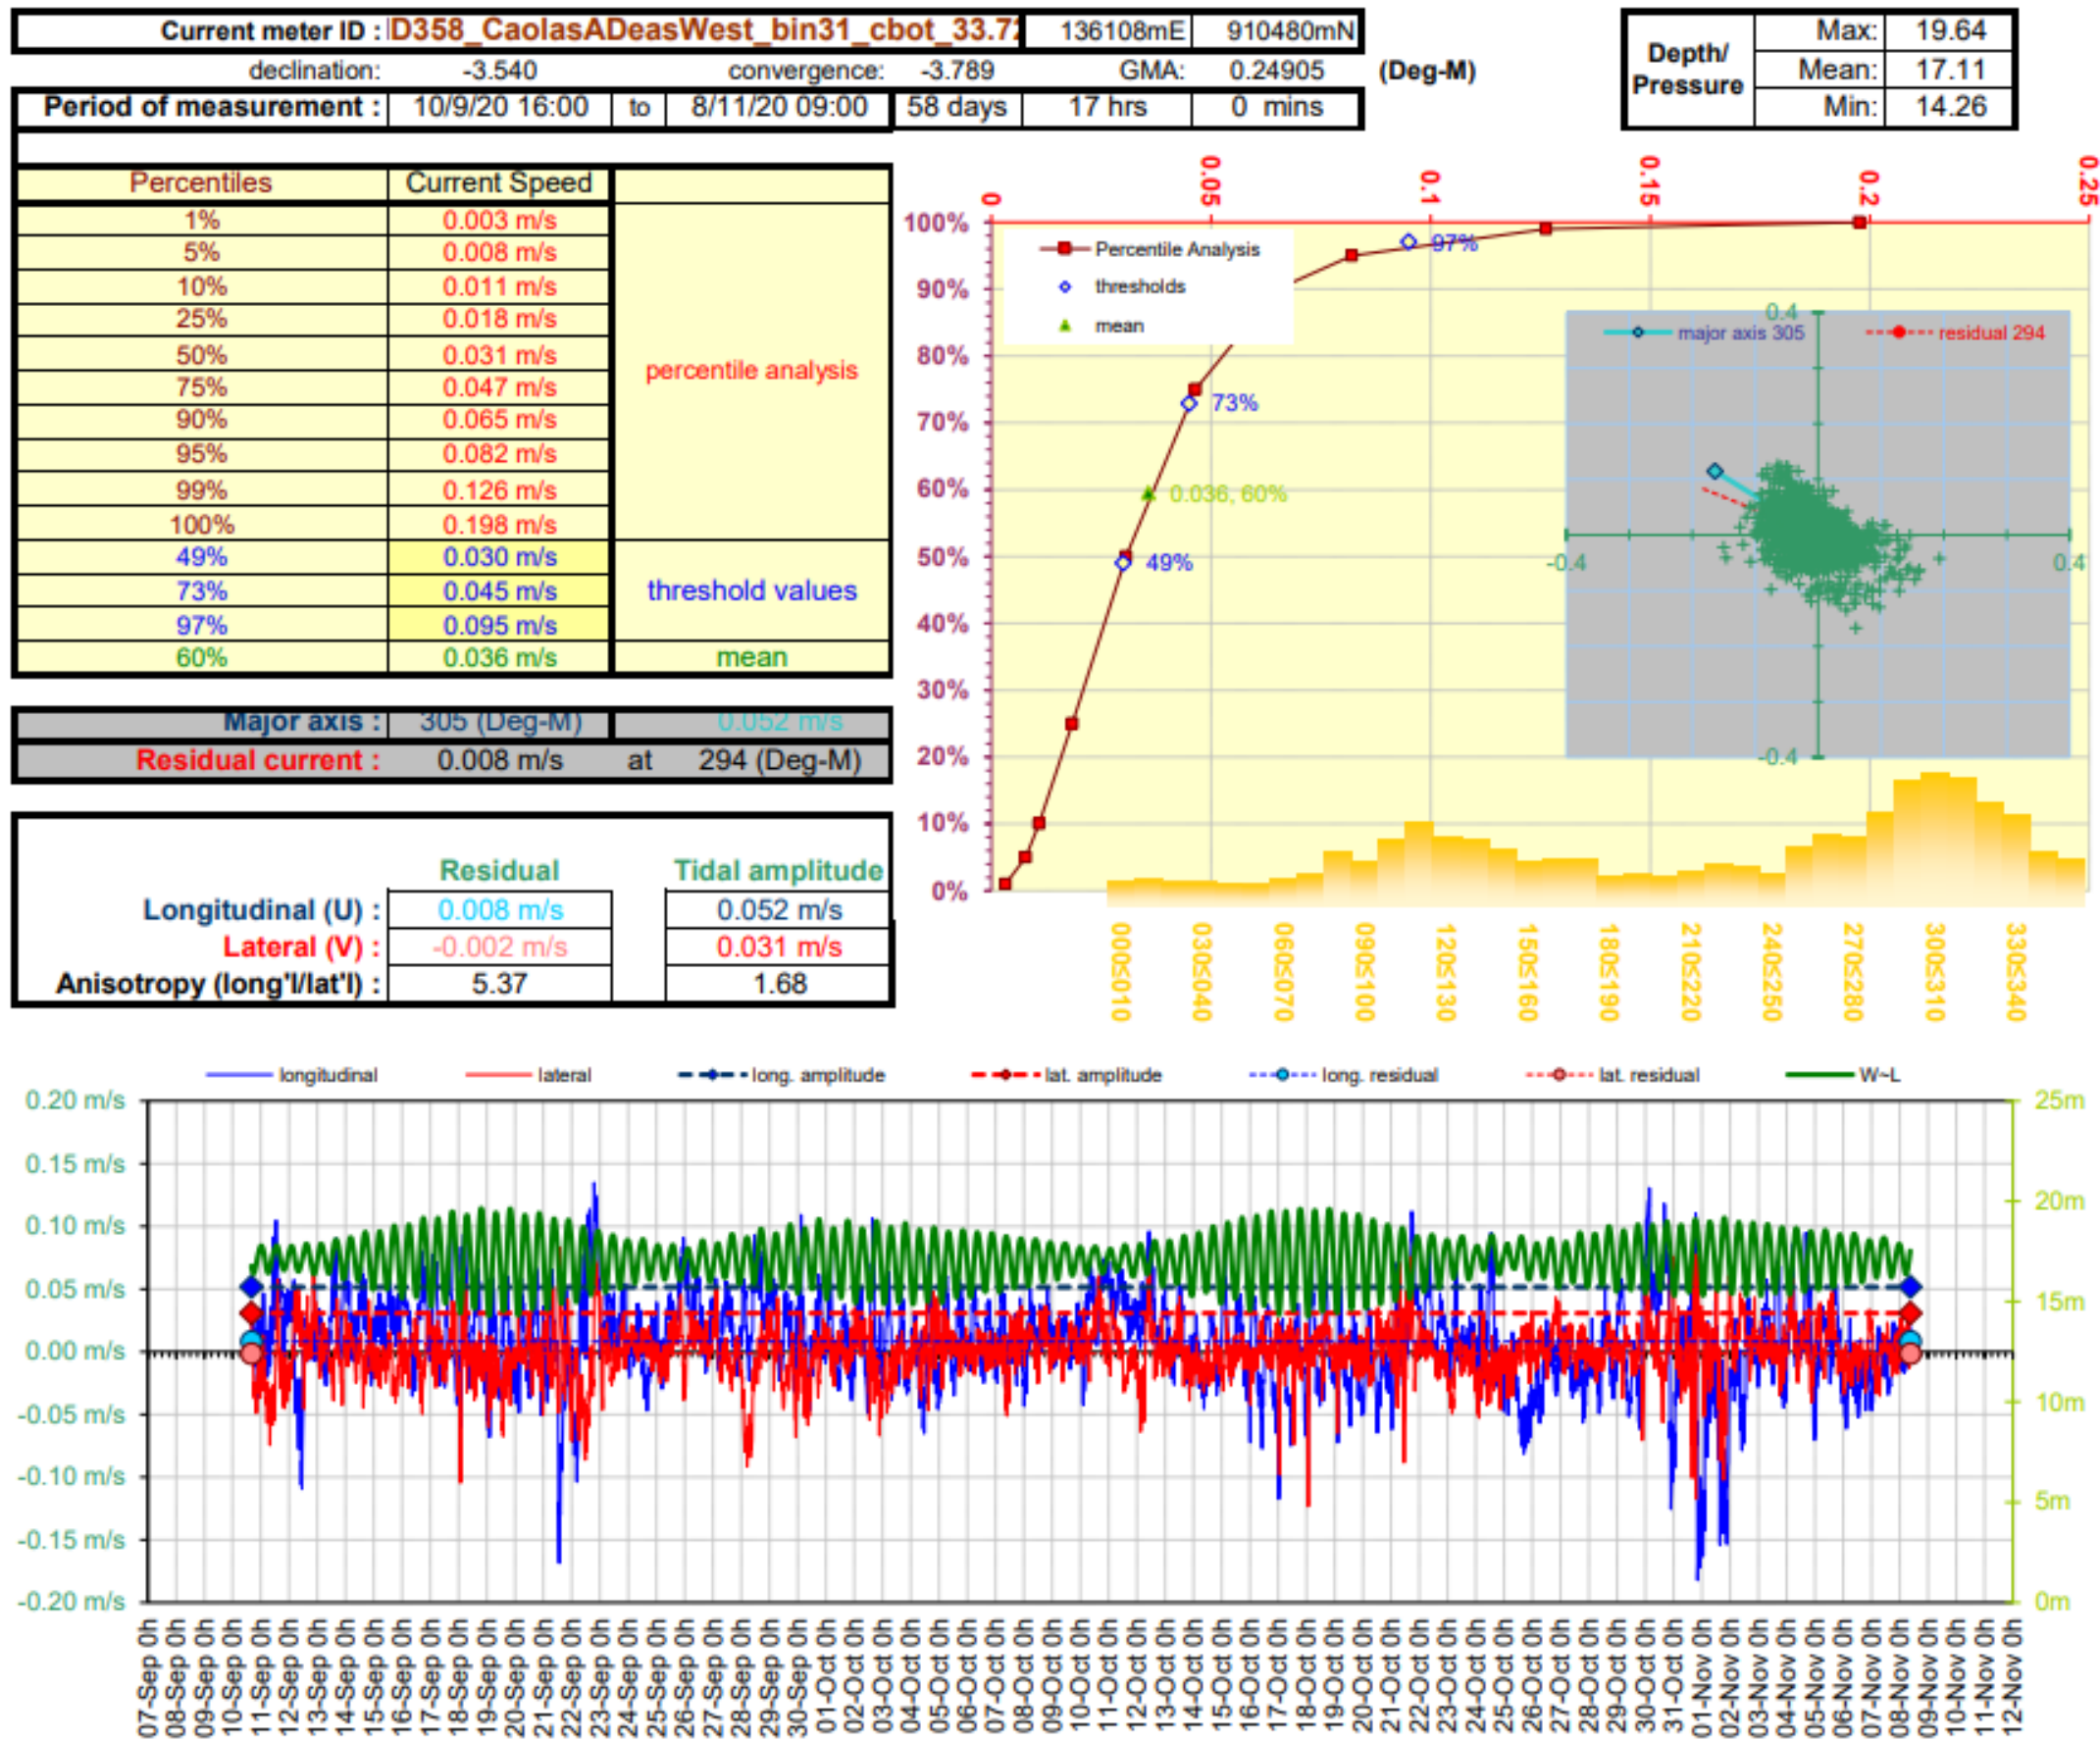 Current meter ID : ID358_CaolasADeasWest_bin31_cbot_33.72 136108mE 910480mN
declination: -3.540 convergence: -3.789 GMA: 0.24905 (Deg-M)
Period of measurement : 10/9/20 16:00 to 8/11/20 09:00 58 days 17 hrs 0 mins
Depth/ Pressure
Max: 19.64
Mean: 17.11
Min: 14.26
Percentiles Current Speed
1% 0.003 m/s
5% 0.008 m/s
10% 0.011 m/s
25% 0.018 m/s
50% 0.031 m/s
75% 0.047 m/s
90% 0.065 m/s
95% 0.082 m/s
99% 0.126 m/s
100% 0.198 m/s
percentile analysis
49% 0.030 m/s
73% 0.045 m/s
97% 0.095 m/s
threshold values
60% 0.036 m/s mean
Major axis : 305 (Deg-M) 0.052 m/s
Residual current : 0.008 m/s at 294 (Deg-M)
Residual Tidal amplitude
Longitudinal (U) : 0.008 m/s 0.052 m/s
Lateral (V) : -0.002 m/s 0.031 m/s
Anisotropy (long'l/lat'l) : 5.37 1.68
0 0.05 0.1 0.15 0.2 0.25
100%
90%
80%
70%
60%
50%
40%
30%
20%
10%
0%
Percentile Analysis
thresholds
mean
97%
73%
0.036, 60%
49%
0.4
major axis 305 residual 294
-0.4 0.4
-0.4
000≤010 030≤040 060≤070 090≤100 120≤130 150≤160 180≤190 210≤220 240≤250 270≤280 300≤310 330≤340
longitudinal lateral long. amplitude lat. amplitude long. residual lat. residual W~L
0.20 m/s
0.15 m/s
0.10 m/s
0.05 m/s
0.00 m/s
-0.05 m/s
-0.10 m/s
-0.15 m/s
-0.20 m/s
25m
20m
15m
10m
5m
0m
07-Sep 0h
08-Sep 0h
09-Sep 0h
10-Sep 0h
11-Sep 0h
12-Sep 0h
13-Sep 0h
14-Sep 0h
15-Sep 0h
16-Sep 0h
17-Sep 0h
18-Sep 0h
19-Sep 0h
20-Sep 0h
21-Sep 0h
22-Sep 0h
23-Sep 0h
24-Sep 0h
25-Sep 0h
26-Sep 0h
27-Sep 0h
28-Sep 0h
29-Sep 0h
30-Sep 0h
01-Oct 0h
02-Oct 0h
03-Oct 0h
04-Oct 0h
05-Oct 0h
06-Oct 0h
07-Oct 0h
08-Oct 0h
09-Oct 0h
10-Oct 0h
11-Oct 0h
12-Oct 0h
13-Oct 0h
14-Oct 0h
15-Oct 0h
16-Oct 0h
17-Oct 0h
18-Oct 0h
19-Oct 0h
20-Oct 0h
21-Oct 0h
22-Oct 0h
23-Oct 0h
24-Oct 0h
25-Oct 0h
26-Oct 0h
27-Oct 0h
28-Oct 0h
29-Oct 0h
30-Oct 0h
31-Oct 0h
01-Nov 0h
02-Nov 0h
03-Nov 0h
04-Nov 0h
05-Nov 0h
06-Nov 0h
07-Nov 0h
08-Nov 0h
09-Nov 0h
10-Nov 0h
11-Nov 0h
12-Nov 0h